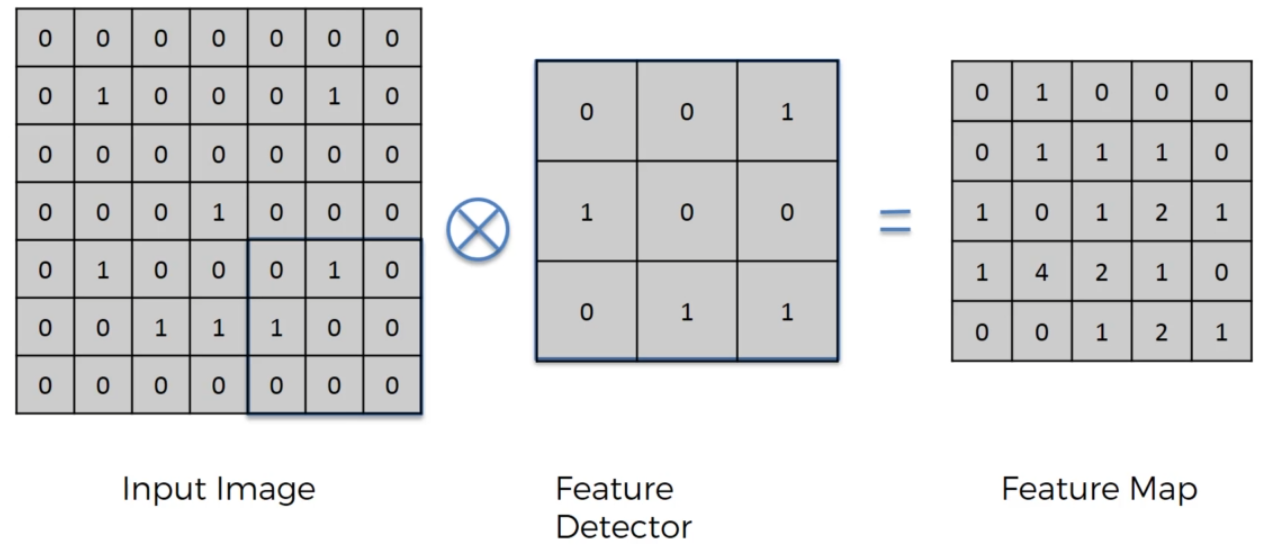 0 0 0 0 0 0 0
0 1 0 0 0 1 0
0 0 0 0 0 0 0
0 0 0 1 0 0 0
0 1 0 0 0 1 0
0 0 1 1 1 0 0
0 0 0 0 0 0 0
Input Image
0 0 1
1 0 0
0 1 1
Feature
Detector
=
0 1 0 0 0
0 1 1 1 0
1 0 1 2 1
1 4 2 1 0
0 0 1 2 1
Feature Map